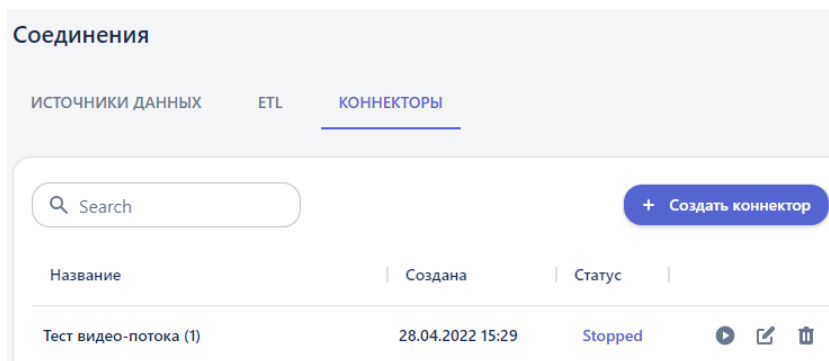 Соединения
ИСТОЧНИКИ ДАННЫХ ETL КОННЕКТОРЫ
Search + Создать коннектор
Название Создана Статус
Тест видео-потока (1) 28.04.2022 15:29 Stopped